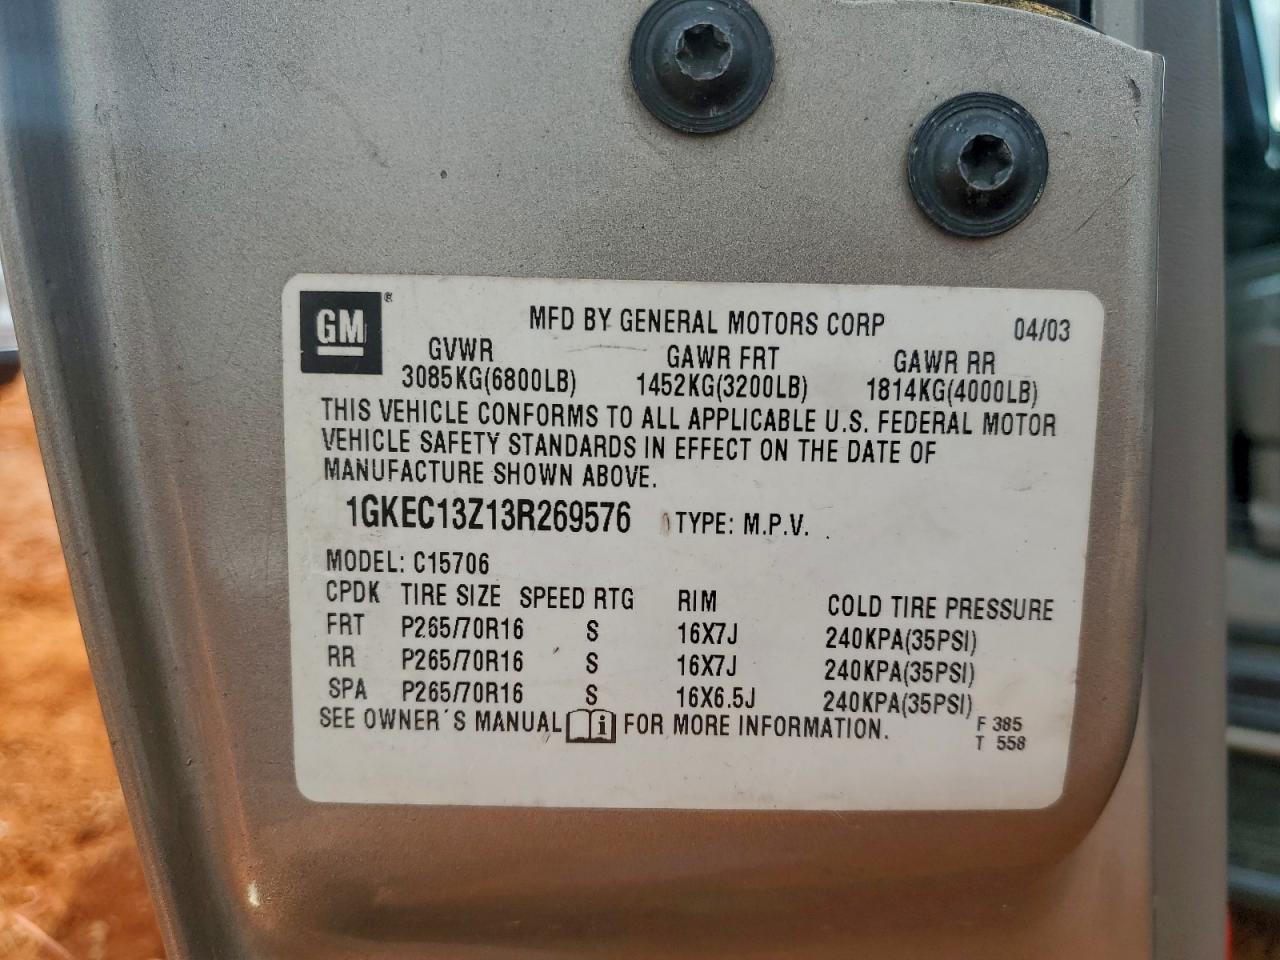 GM ® MFD BY GENERAL MOTORS CORP 04/03
GVWR GAWR FRT GAWR RR
3085KG(6800LB) 1452KG(3200LB) 1814KG(4000LB)
THIS VEHICLE CONFORMS TO ALL APPLICABLE U.S. FEDERAL MOTOR
VEHICLE SAFETY STANDARDS IN EFFECT ON THE DATE OF
MANUFACTURE SHOWN ABOVE.
1GKEC13Z13R269576 TYPE: M.P.V.
MODEL: C15706
CPDK TIRE SIZE SPEED RTG RIM COLD TIRE PRESSURE
FRT P265/70R16 S 16X7J 240KPA(35PSI)
RR P265/70R16 S 16X7J 240KPA(35PSI)
SPA P265/70R16 S 16X6.5J 240KPA(35PSI)
SEE OWNER´S MANUAL i FOR MORE INFORMATION. F 385
T 558